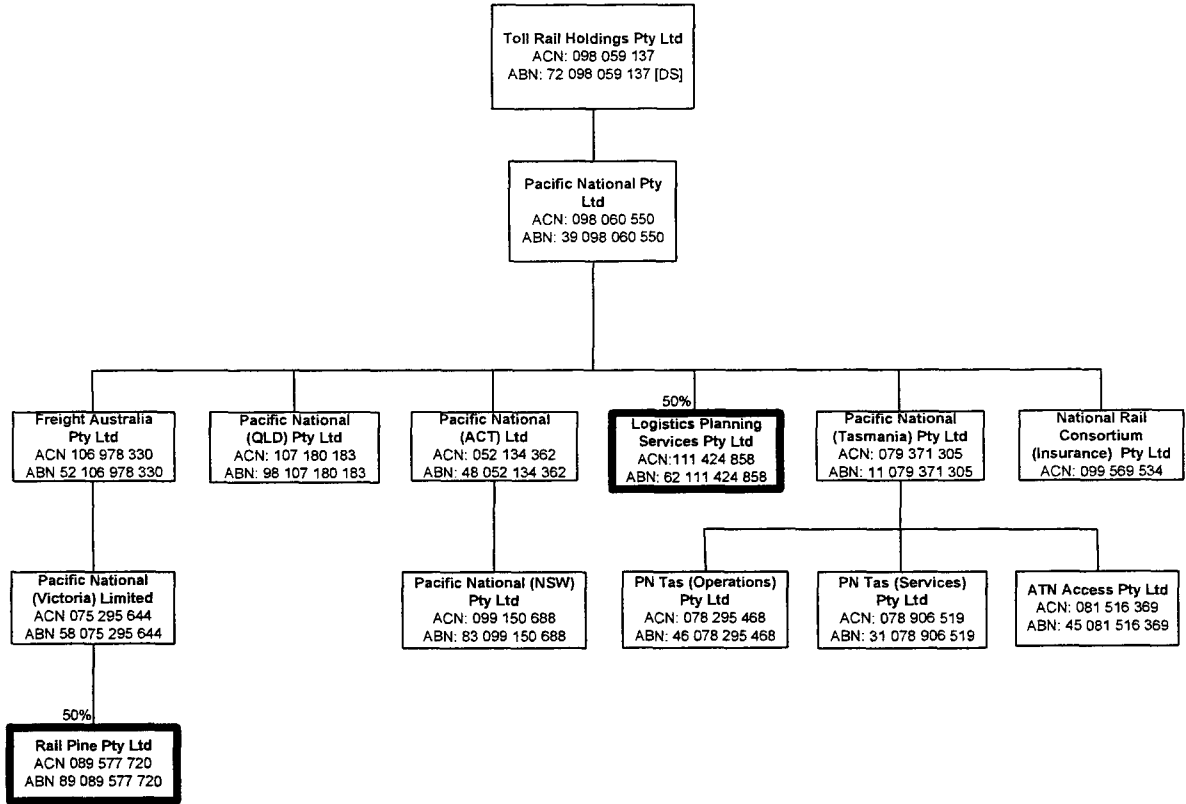 Toll Rail Holdings Pty Ltd
ACN: 098 059 137
ABN: 72 098 059 137 [DS]
Pacific National Pty
Ltd
ACN: 098 060 550
ABN: 39 098 060 550
Freight Australia
Pty Ltd
ACN 106 978 330
ABN 52 106 978 330
Pacific National
(QLD) Pty Ltd
ACN: 107 180 183
ABN: 98 107 180 183
Pacific National
(ACT) Ltd
ACN: 052 134 362
ABN: 48 052 134 362
50%
Logistics Planning
Services Pty Ltd
ACN:111 424 858
ABN: 62 111 424 858
Pacific National
(Tasmania) Pty Ltd
ACN: 079 371 305
ABN: 11 079 371 305
National Rail
Consortium
(Insurance) Pty Ltd
ACN: 099 569 534
Pacific National
(Victoria) Limited
ACN 075 295 644
ABN 58 075 295 644
Pacific National (NSW)
Pty Ltd
ACN: 099 150 688
ABN: 83 099 150 688
PN Tas (Operations)
Pty Ltd
ACN: 078 295 468
ABN: 46 078 295 468
PN Tas (Services)
Pty Ltd
ACN: 078 906 519
ABN: 31 078 906 519
ATN Access Pty Ltd
ACN: 081 516 369
ABN: 45 081 516 369
50%
Rail Pine Pty Ltd
ACN 089 577 720
ABN 89 089 577 720